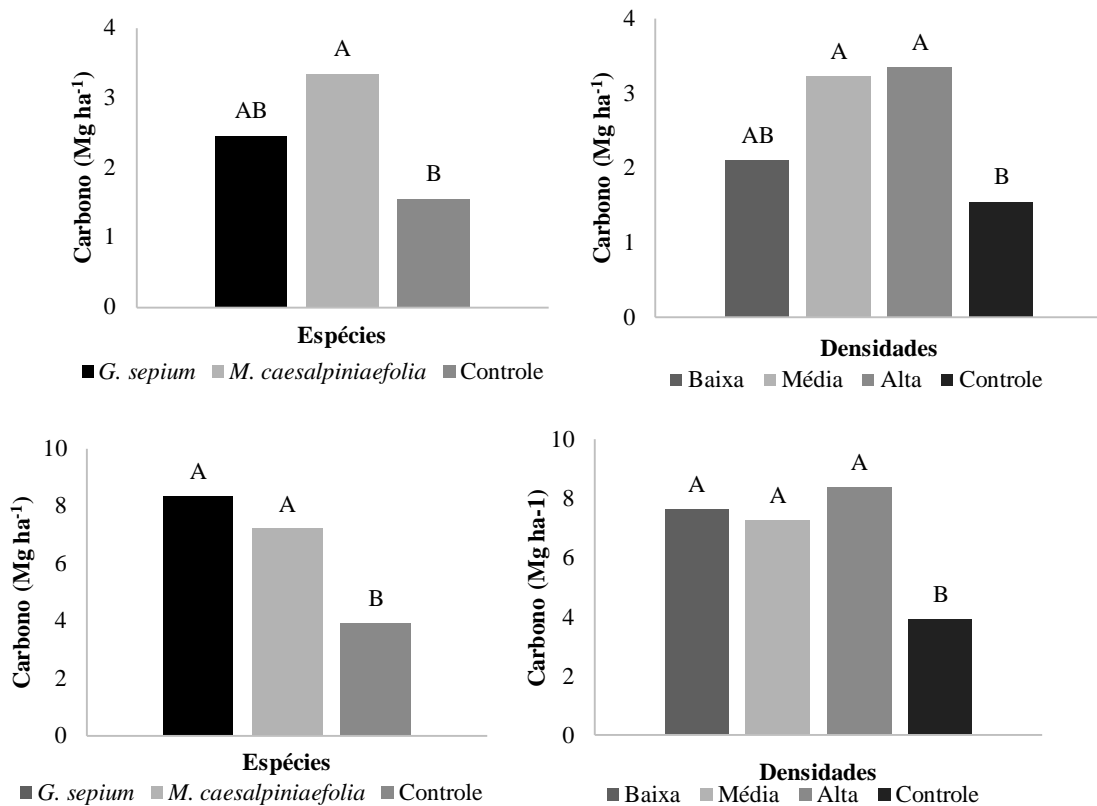 Carbono (Mg ha-1)
4
3
2
1
0
AB
A
B
Espécies
G. sepium M. caesalpiniaefolia Controle
Carbono (Mg ha-1)
4
3
2
1
0
AB
A
A
B
Densidades
Baixa Média Alta Controle
Carbono (Mg ha-1)
10
8
6
4
2
0
A
A
B
Espécies
G. sepium M. caesalpiniaefolia Controle
Carbono (Mg ha-1)
10
8
6
4
2
0
A
A
A
B
Densidades
Baixa Média Alta Controle